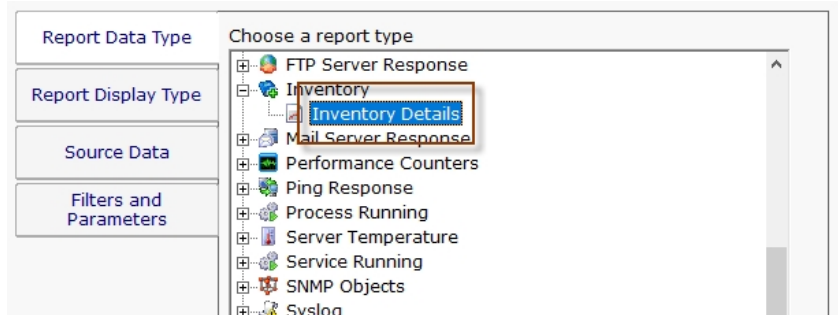 Report Data Type
Report Display Type
Source Data
Filters and
Parameters
Choose a report type
FTP Server Response
Inventory
Inventory Details
Mail Server Response
Performance Counters
Ping Response
Process Running
Server Temperature
Service Running
SNMP Objects
Syslog